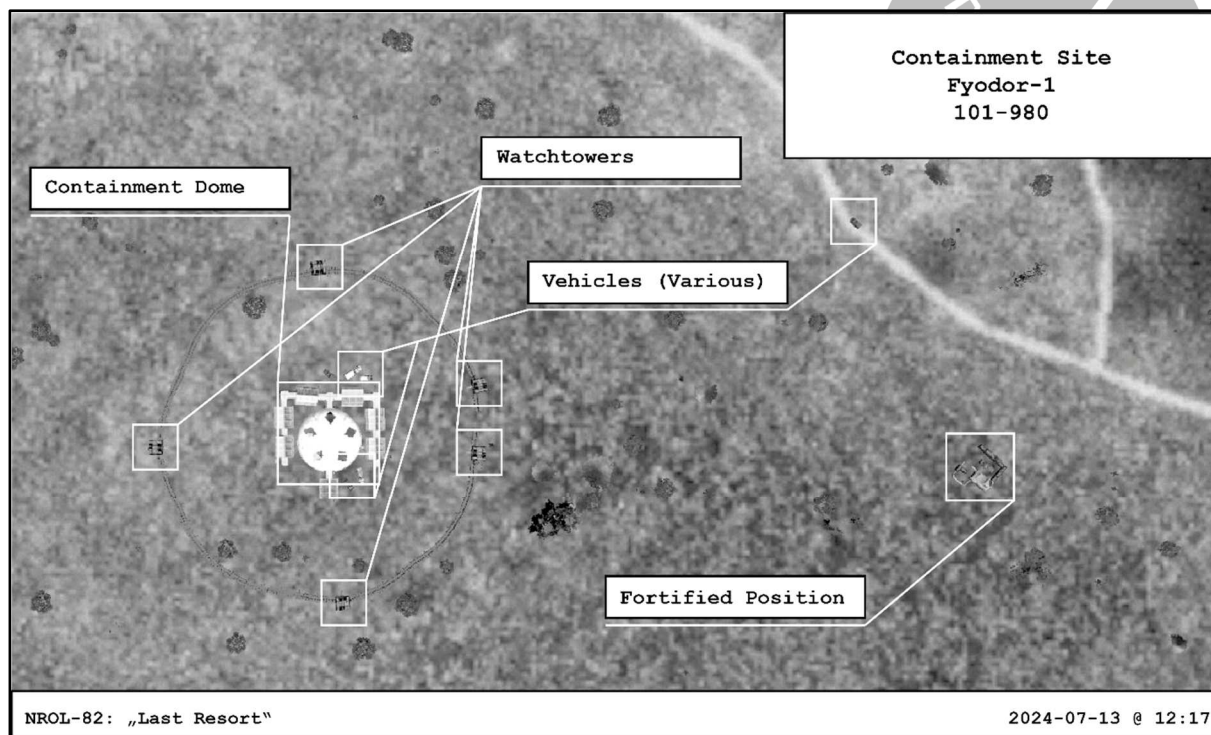 Containment Site
Fyodor-1
101-980
Watchtowers
Containment Dome
Vehicles (Various)
Fortified Position
NROL-82: „Last Resort“
2024-07-13 @ 12:17